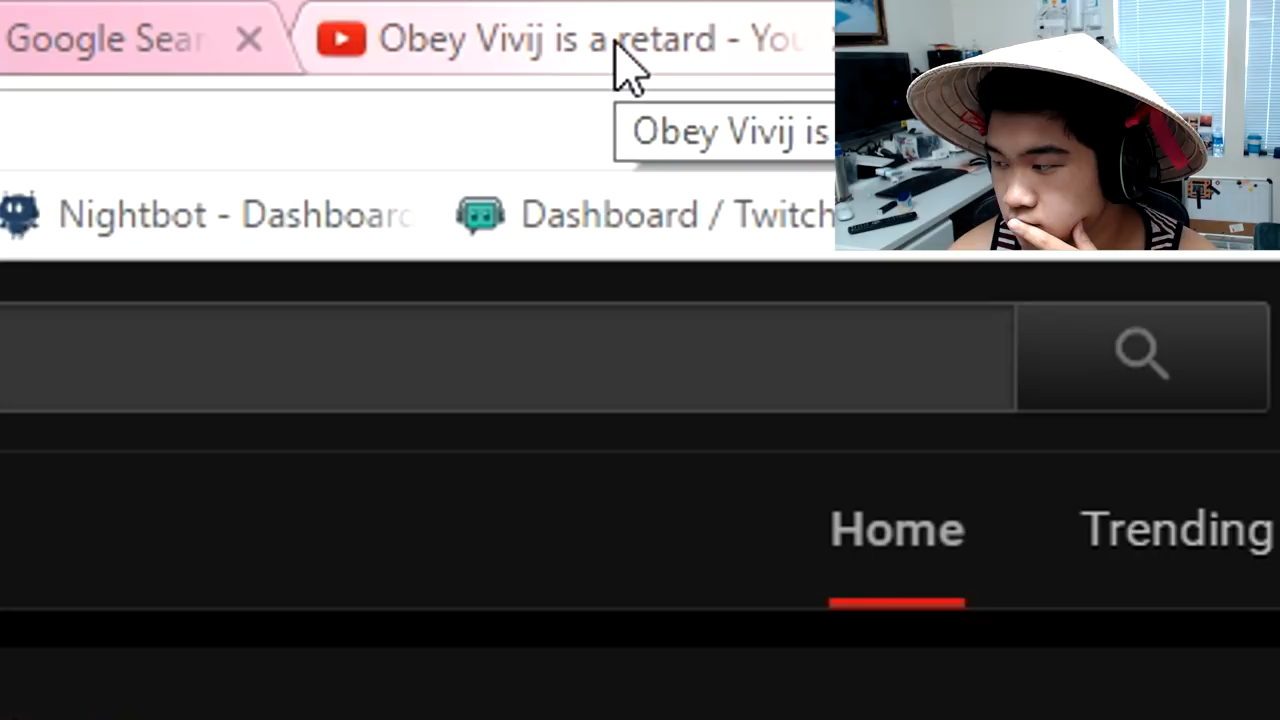 Google Sear
Obey Vivij is a retard - You
Obey Vivij is
Nightbot - Dashboard
Dashboard / Twitch
Home
Trending